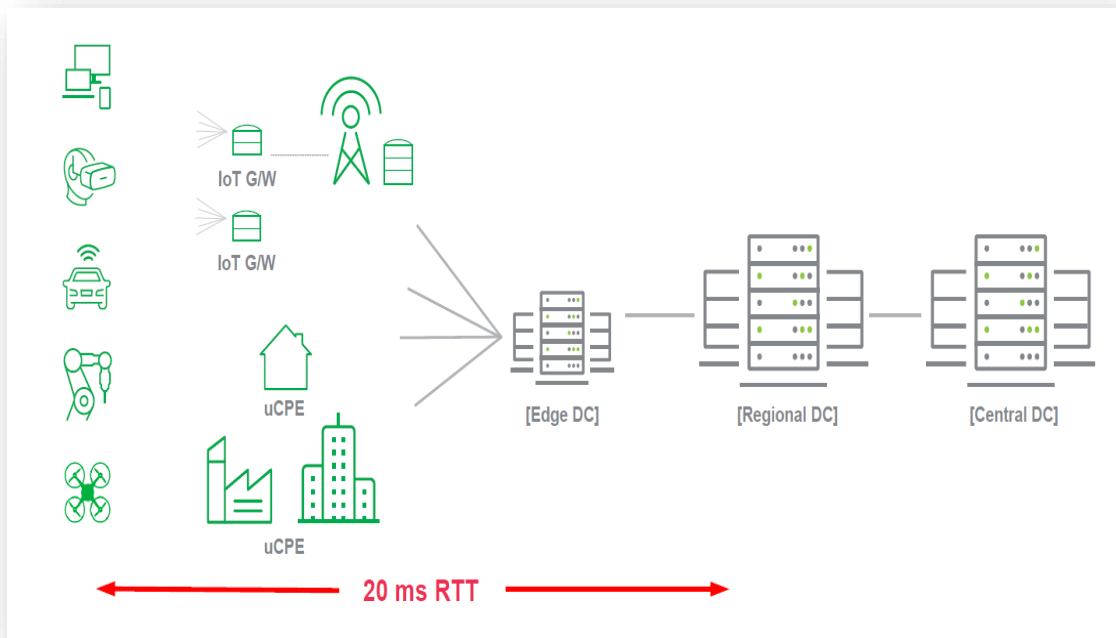 IoT G/W
IoT G/W
uCPE
uCPE
[Edge DC]
[Regional DC]
[Central DC]
20 ms RTT